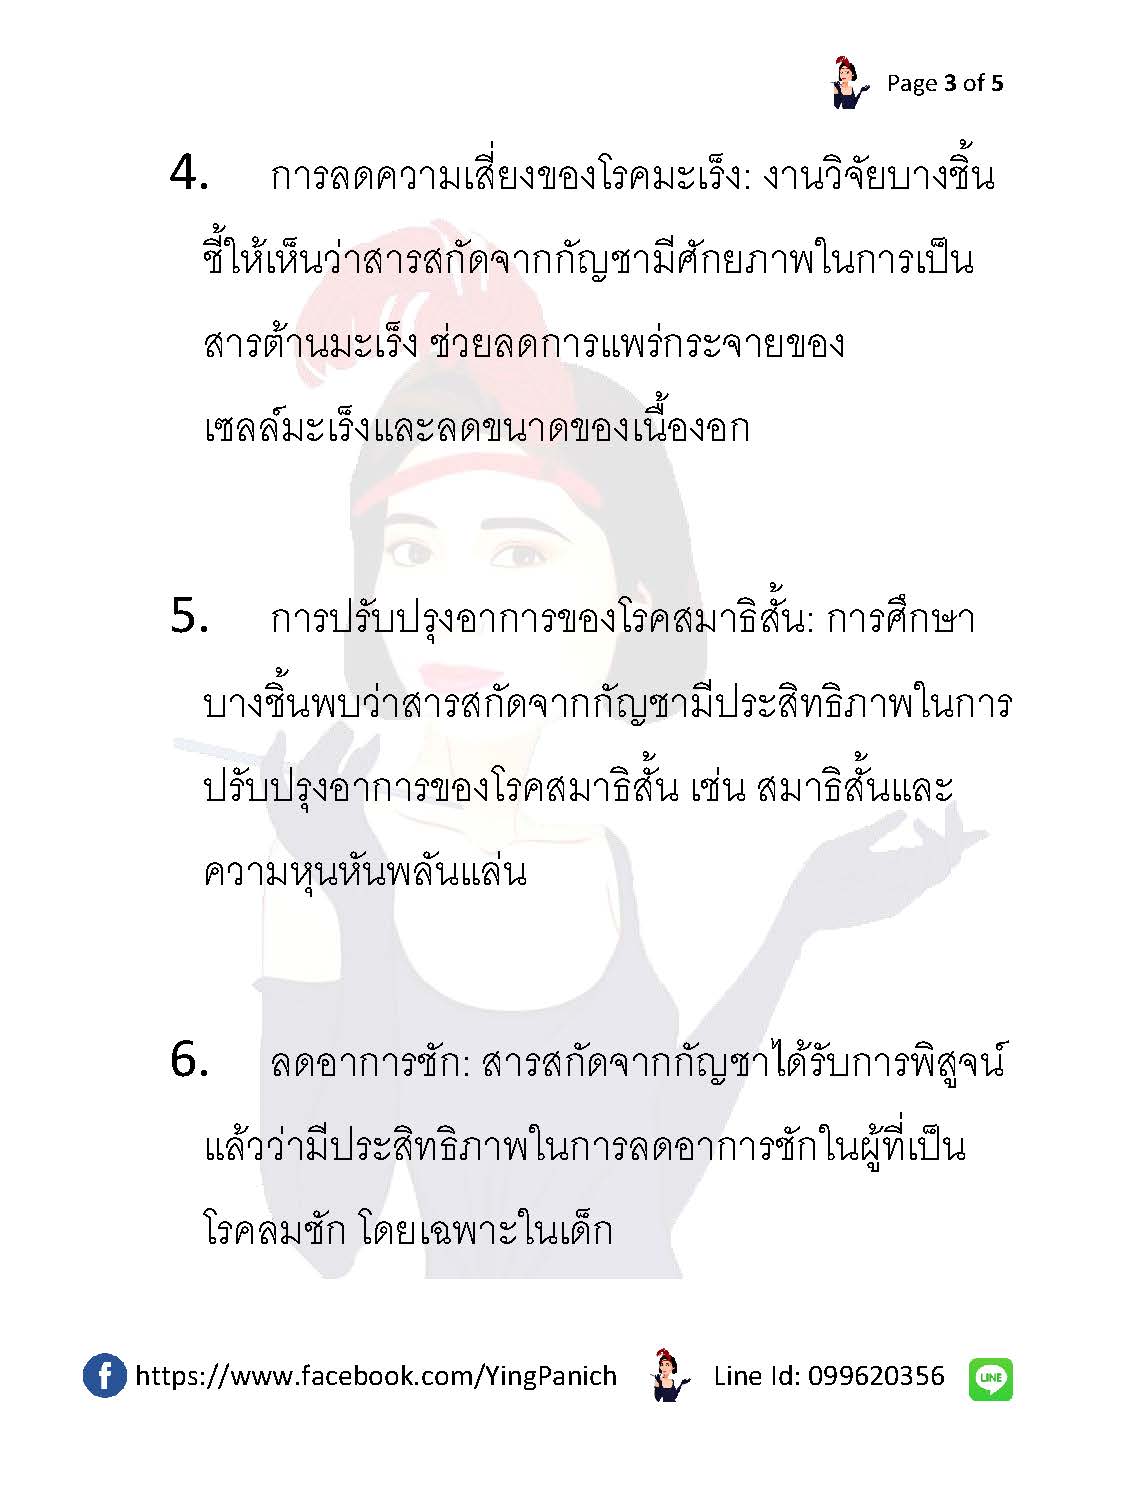 Page 3 of 5
4. การลดความเสี่ยงของโรคมะเร็ง: งานวิจัยบางชิ้น
ชี้ให้เห็นว่าสารสกัดจากกัญชามีศักยภาพในการเป็น
สารต้านมะเร็ง ช่วยลดการแพร่กระจายของ
เซลล์มะเร็งและลดขนาดของเนื้องอก
5. การปรับปรุงอาการของโรคสมาธิสั้น: การศึกษา
บางชิ้นพบว่าสารสกัดจากกัญชามีประสิทธิภาพในการ
ปรับปรุงอาการของโรคสมาธิสั้น เช่น สมาธิสั้นและ
ความหุนหันพลันแล่น
6. ลดอาการชัก: สารสกัดจากกัญชาได้รับการพิสูจน์
แล้วว่ามีประสิทธิภาพในการลดอาการชักในผู้ที่เป็น
โรคลมชัก โดยเฉพาะในเด็ก
f https://www.facebook.com/YingPanich Line Id: 099620356 LINE